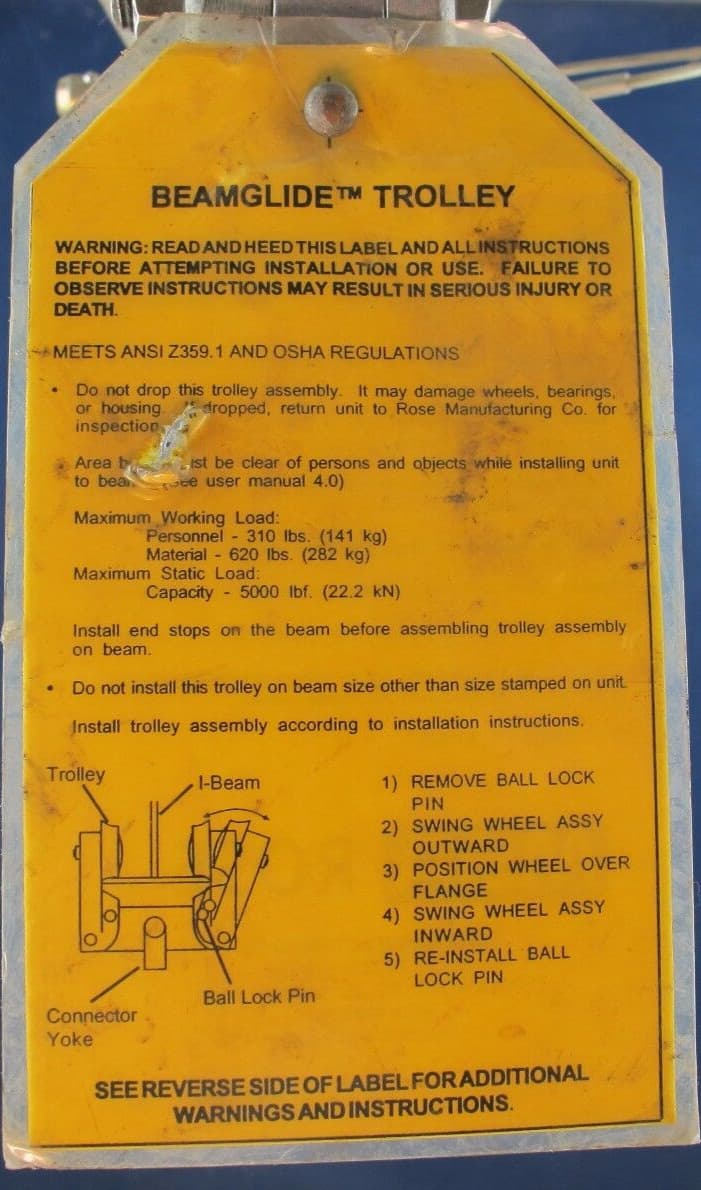 BEAMGLIDE™ TROLLEY
WARNING: READ AND HEED THIS LABEL AND ALL INSTRUCTIONS
BEFORE ATTEMPTING INSTALLATION OR USE. FAILURE TO
OBSERVE INSTRUCTIONS MAY RESULT IN SERIOUS INJURY OR
DEATH.
MEETS ANSI Z359.1 AND OSHA REGULATIONS
• Do not drop this trolley assembly. It may damage wheels, bearings,
or housing. If dropped, return unit to Rose Manufacturing Co. for
inspection
Area be clear of persons and objects while installing unit
to user manual 4.0)
Maximum Working Load:
Personnel - 310 lbs. (141 kg)
Material - 620 lbs. (282 kg)
Maximum Static Load:
Capacity - 5000 lbf. (22.2 kN)
Install end stops on the beam before assembling trolley assembly
on beam.
• Do not install this trolley on beam size other than size stamped on unit.
Install trolley assembly according to installation instructions.
Trolley
I-Beam
Ball Lock Pin
Connector
Yoke
1) REMOVE BALL LOCK
PIN
2) SWING WHEEL ASSY
OUTWARD
3) POSITION WHEEL OVER
FLANGE
4) SWING WHEEL ASSY
INWARD
5) RE-INSTALL BALL
LOCK PIN
SEE REVERSE SIDE OF LABEL FOR ADDITIONAL
WARNINGS AND INSTRUCTIONS.